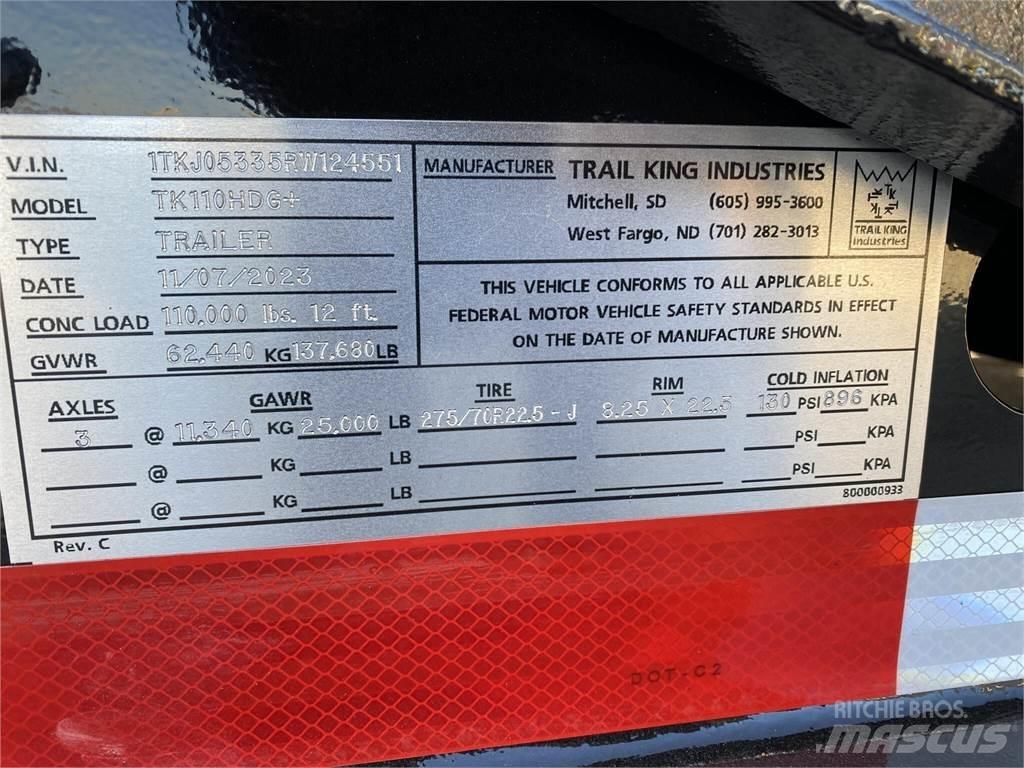 V.I.N. 1TKJ05335RW124551
MODEL TK110HDG+
TYPE TRAILER
DATE 11/07/2023
CONC LOAD 110,000 lbs. 12 ft.
GVWR 62,440 KG 137,680 LB
MANUFACTURER TRAIL KING INDUSTRIES
Mitchell, SD (605) 995-3600
West Fargo, ND (701) 282-3013
TK TK TK
TRAIL KING
Industries
THIS VEHICLE CONFORMS TO ALL APPLICABLE U.S.
FEDERAL MOTOR VEHICLE SAFETY STANDARDS IN EFFECT
ON THE DATE OF MANUFACTURE SHOWN.
AXLES GAWR TIRE RIM COLD INFLATION
3 @ 11,340 KG 25,000 LB 275/70R22.5 - J 8.25 X 22.5 130 PSI 896 KPA
@ KG LB PSI KPA
@ KG LB PSI KPA
800000933
Rev. C
DOT-C2
RITCHIE BROS.
MASCUS